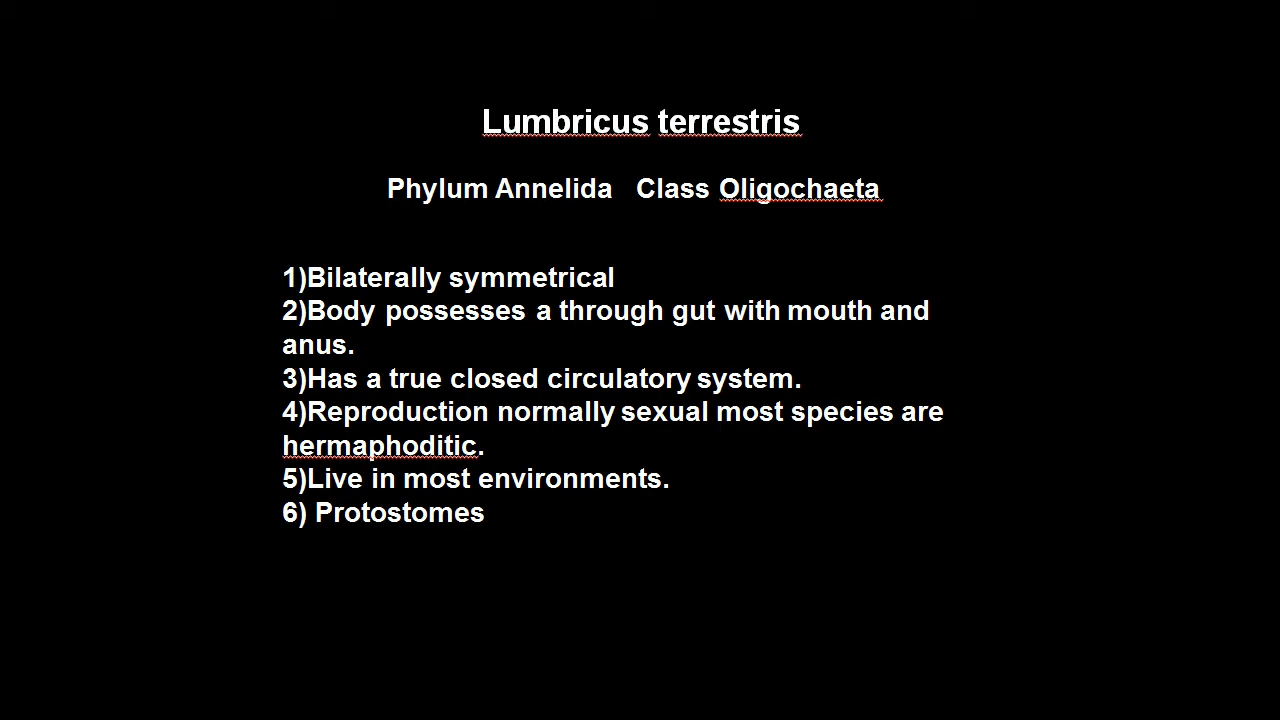 Lumbricus terrestris
Phylum Annelida Class Oligochaeta
1)Bilaterally symmetrical
2)Body possesses a through gut with mouth and
anus.
3)Has a true closed circulatory system.
4)Reproduction normally sexual most species are
hermaphoditic.
5)Live in most environments.
6) Protostomes